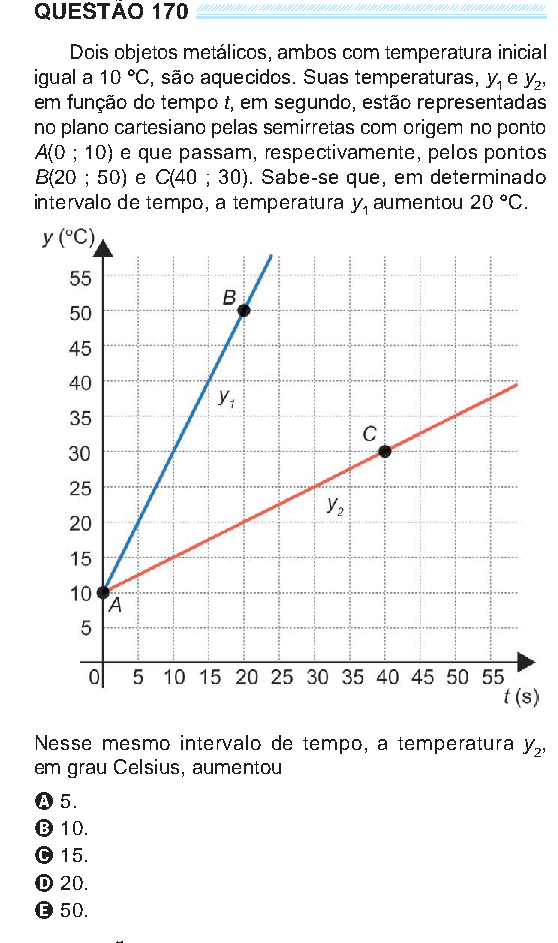 QUESTÃO 170
Dois objetos metálicos, ambos com temperatura inicial
igual a 10 ºC, são aquecidos. Suas temperaturas, y₁ e y₂,
em função do tempo t, em segundo, estão representadas
no plano cartesiano pelas semirretas com origem no ponto
A(0 ; 10) e que passam, respectivamente, pelos pontos
B(20 ; 50) e C(40 ; 30). Sabe-se que, em determinado
intervalo de tempo, a temperatura y₁ aumentou 20 ºC.
y (ºC)
55
50
45
40
35
30
25
20
15
10
5
B
y₁
C
y₂
A
0 5 10 15 20 25 30 35 40 45 50 55
t (s)
Nesse mesmo intervalo de tempo, a temperatura y₂,
em grau Celsius, aumentou
A 5.
B 10.
C 15.
D 20.
E 50.